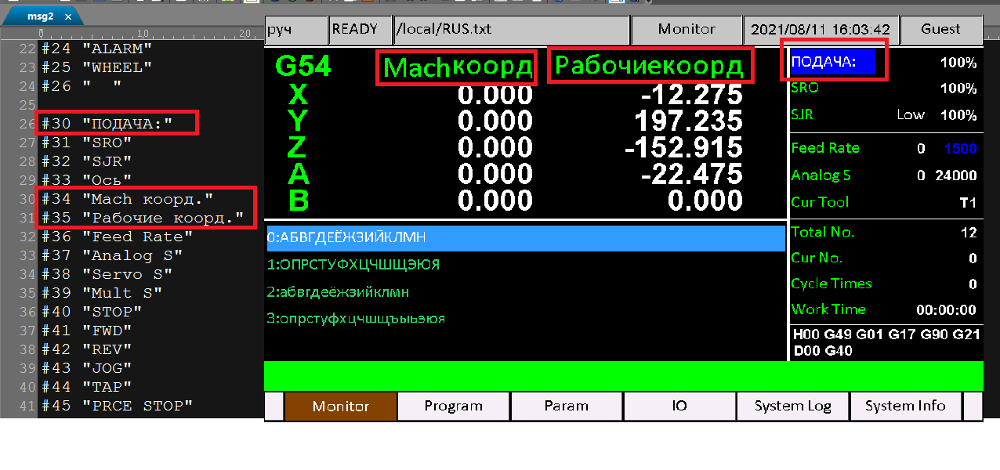 msg2 x
0 10 20
22 #24 "ALARM"
23 #25 "WHEEL"
24 #26 " "
25
26 #30 "ПОДАЧА:"
27 #31 "SRO"
28 #32 "SJR"
29 #33 "Ось"
30 #34 "Mach коорд."
31 #35 "Рабочие коорд."
32 #36 "Feed Rate"
33 #37 "Analog S"
34 #38 "Servo S"
35 #39 "Mult S"
36 #40 "STOP"
37 #41 "FWD"
38 #42 "REV"
39 #43 "JOG"
40 #44 "TAP"
41 #45 "PRCE STOP"
руч READY /local/RUS.txt Monitor 2021/08/11 16:03:42 Guest
G54 Machкоорд Рабочиекоорд
X 0.000 -12.275
Y 0.000 197.235
Z 0.000 -152.915
A 0.000 -22.475
B 0.000 0.000
ПОДАЧА: 100%
SRO 100%
SJR Low 100%
Feed Rate 0 1500
Analog S 0 24000
Cur Tool T1
Total No. 12
Cur No. 0
Cycle Times 0
Work Time 00:00:00
H00 G49 G01 G17 G90 G21
D00 G40
0:АБВГДЕЁЖЗИЙКЛМН
1:ОПРСТУФХЦЧШЩЭЮЯ
2:абвгдеёжзийклмн
3:опрстуфхцчшщъыьэюя
Monitor Program Param IO System Log System Info